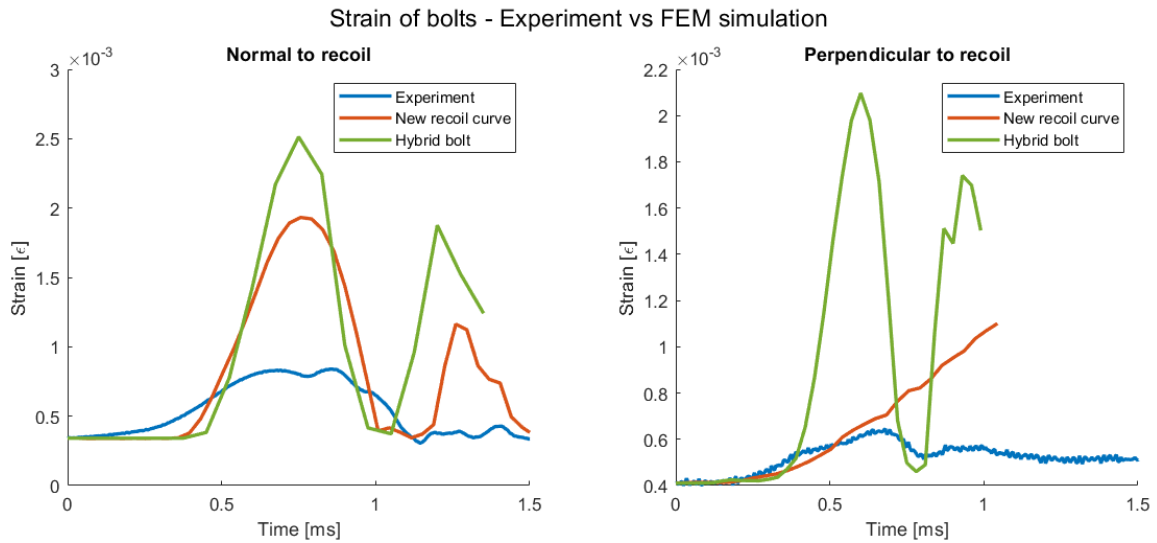 Strain of bolts - Experiment vs FEM simulation
Normal to recoil
×10⁻³
3
2.5
2
1.5
1
0.5
0
Strain [ϵ]
0
0.5
1
1.5
Time [ms]
Experiment
New recoil curve
Hybrid bolt
Perpendicular to recoil
×10⁻³
2.2
2
1.8
1.6
1.4
1.2
1
0.8
0.6
0.4
Strain [ϵ]
0
0.5
1
1.5
Time [ms]
Experiment
New recoil curve
Hybrid bolt